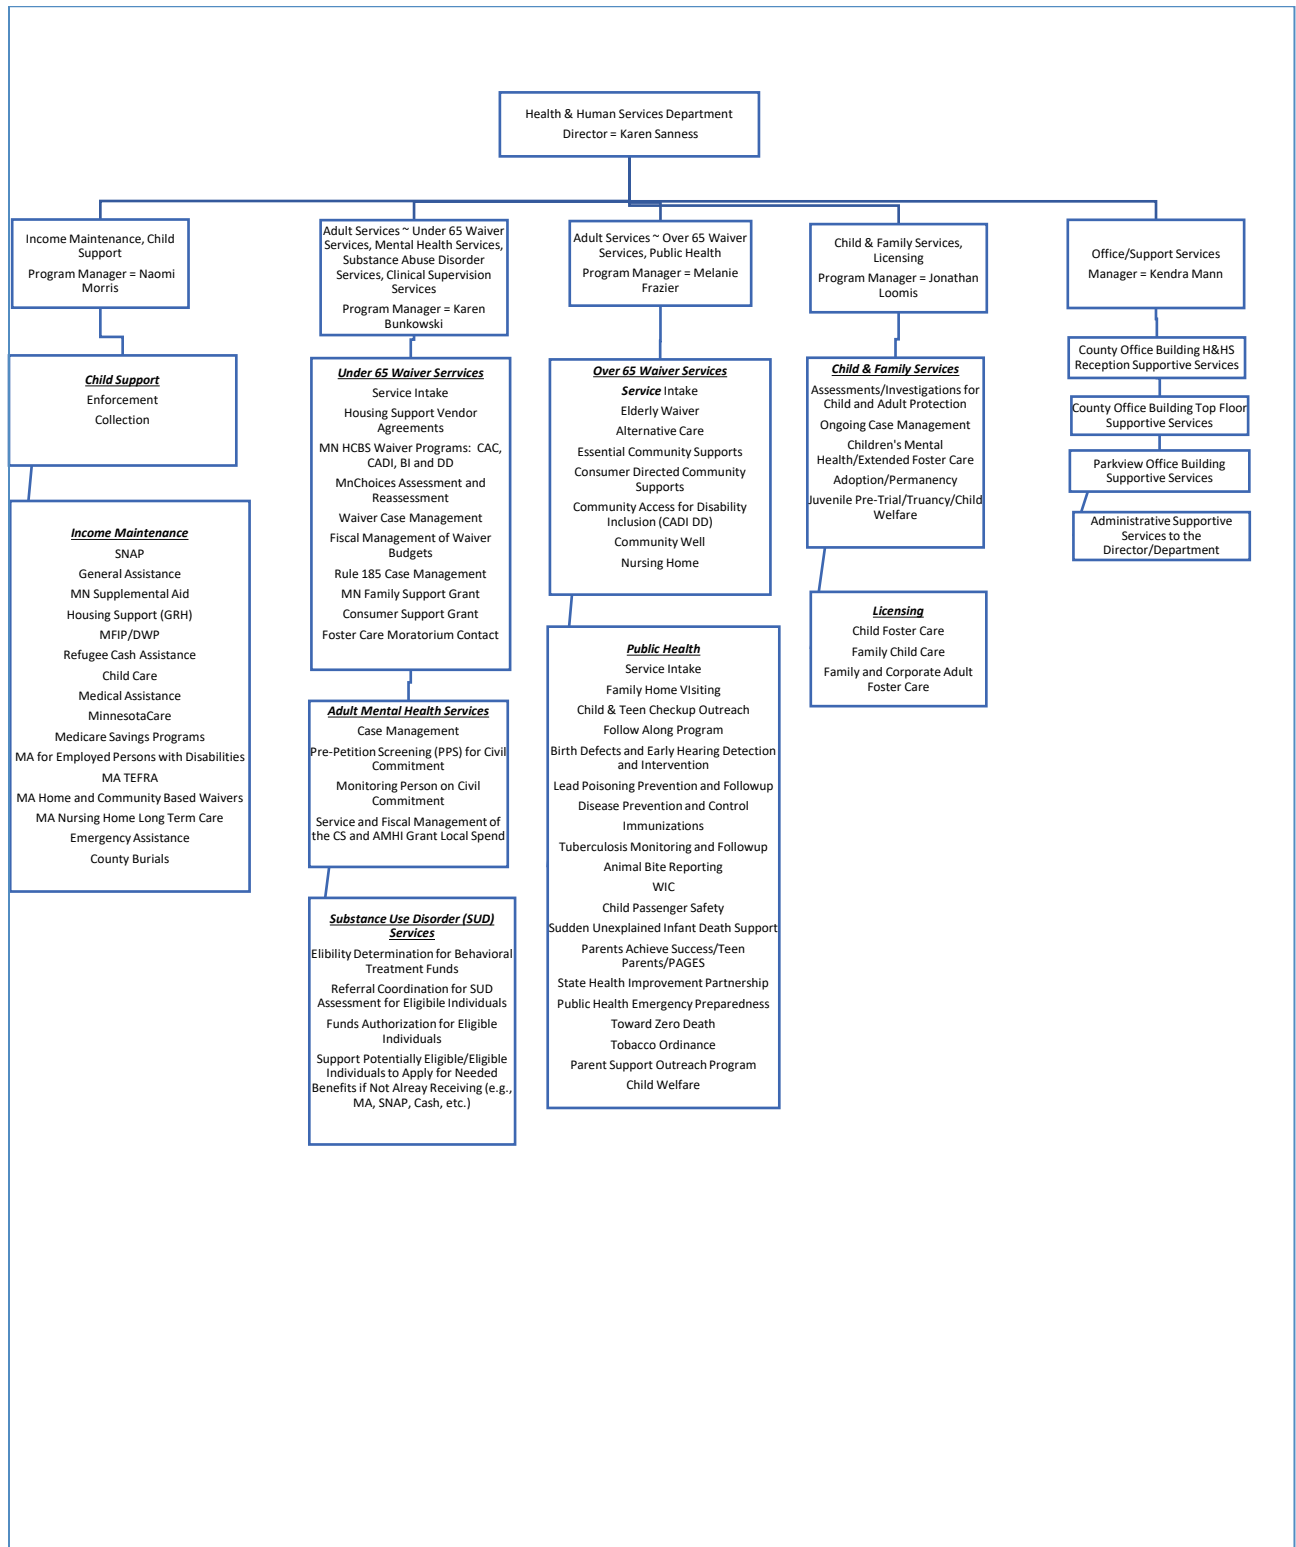 Health & Human Services Department
Director = Karen Sanness
Income Maintenance, Child
Support
Program Manager = Naomi
Morris
Adult Services ~ Under 65 Waiver
Services, Mental Health Services,
Substance Abuse Disorder
Services, Clinical Supervision
Services
Program Manager = Karen
Bunkowski
Adult Services ~ Over 65 Waiver
Services, Public Health
Program Manager = Melanie
Frazier
Child & Family Services,
Licensing
Program Manager = Jonathan
Loomis
Office/Support Services
Manager = Kendra Mann
Child Support
Enforcement
Collection
Income Maintenance
SNAP
General Assistance
MN Supplemental Aid
Housing Support (GRH)
MFIP/DWP
Refugee Cash Assistance
Child Care
Medical Assistance
MinnesotaCare
Medicare Savings Programs
MA for Employed Persons with Disabilities
MA TEFRA
MA Home and Community Based Waivers
MA Nursing Home Long Term Care
Emergency Assistance
County Burials
Under 65 Waiver Serrvices
Service Intake
Housing Support Vendor
Agreements
MN HCBS Waiver Programs:  CAC,
CADI, BI and DD
MnChoices Assessment and
Reassessment
Waiver Case Management
Fiscal Management of Waiver
Budgets
Rule 185 Case Management
MN Family Support Grant
Consumer Support Grant
Foster Care Moratorium Contact
Adult Mental Health Services
Case Management
Pre-Petition Screening (PPS) for Civil
Commitment
Monitoring Person on Civil
Commitment
Service and Fiscal Management of
the CS and AMHI Grant Local Spend
Substance Use Disorder (SUD)
Services
Elibility Determination for Behavioral
Treatment Funds
Referral Coordination for SUD
Assessment for Eligibile Individuals
Funds Authorization for Eligible
Individuals
Support Potentially Eligible/Eligible
Individuals to Apply for Needed
Benefits if Not Alreay Receiving (e.g.,
MA, SNAP, Cash, etc.)
Over 65 Waiver Services
Service Intake
Elderly Waiver
Alternative Care
Essential Community Supports
Consumer Directed Community
Supports
Community Access for Disability
Inclusion (CADI DD)
Community Well
Nursing Home
Public Health
Service Intake
Family Home VIsiting
Child & Teen Checkup Outreach
Follow Along Program
Birth Defects and Early Hearing Detection
and Intervention
Lead Poisoning Prevention and Followup
Disease Prevention and Control
Immunizations
Tuberculosis Monitoring and Followup
Animal Bite Reporting
WIC
Child Passenger Safety
Sudden Unexplained Infant Death Support
Parents Achieve Success/Teen
Parents/PAGES
State Health Improvement Partnership
Public Health Emergency Preparedness
Toward Zero Death
Tobacco Ordinance
Parent Support Outreach Program
Child Welfare
Child & Family Services
Assessments/Investigations for
Child and Adult Protection
Ongoing Case Management
Children's Mental
Health/Extended Foster Care
Adoption/Permanency
Juvenile Pre-Trial/Truancy/Child
Welfare
Licensing
Child Foster Care
Family Child Care
Family and Corporate Adult
Foster Care
County Office Building H&HS
Reception Supportive Services
County Office Building Top Floor
Supportive Services
Parkview Office Building
Supportive Services
Administrative Supportive
Services to the
Director/Department